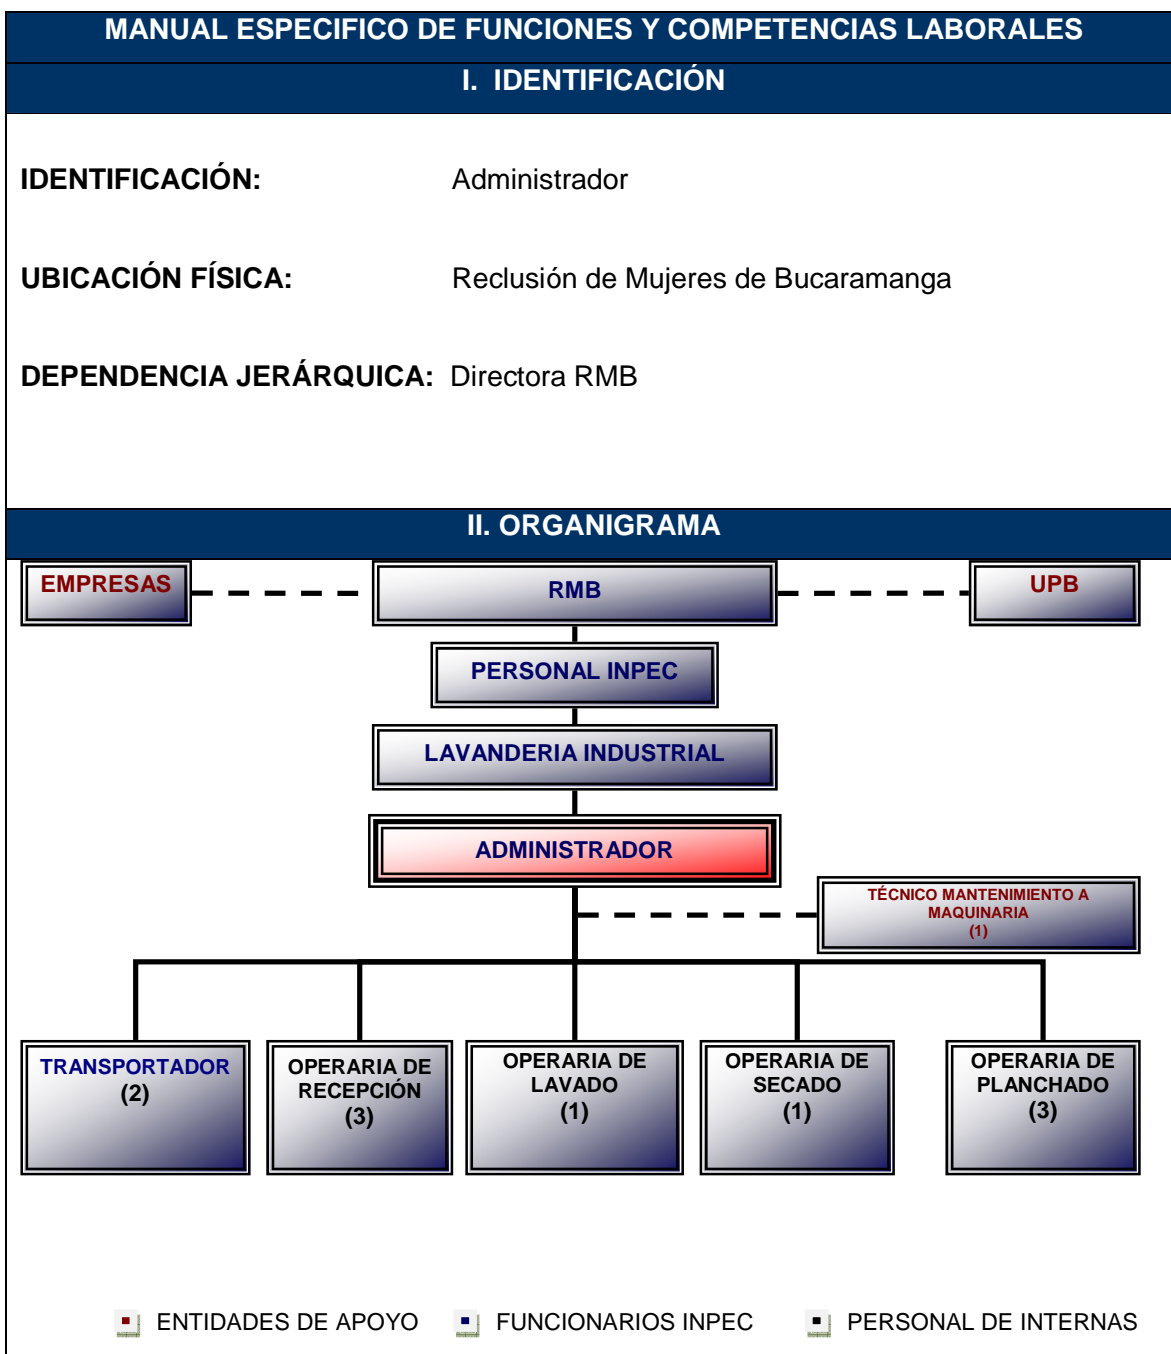 MANUAL ESPECIFICO DE FUNCIONES Y COMPETENCIAS LABORALES
I. IDENTIFICACIÓN
IDENTIFICACIÓN: Administrador
UBICACIÓN FÍSICA: Reclusión de Mujeres de Bucaramanga
DEPENDENCIA JERÁRQUICA: Directora RMB
II. ORGANIGRAMA
EMPRESAS
RMB
UPB
PERSONAL INPEC
LAVANDERIA INDUSTRIAL
ADMINISTRADOR
TÉCNICO MANTENIMIENTO A
MAQUINARIA
(1)
TRANSPORTADOR
(2)
OPERARIA DE
RECEPCIÓN
(3)
OPERARIA DE
LAVADO
(1)
OPERARIA DE
SECADO
(1)
OPERARIA DE
PLANCHADO
(3)
ENTIDADES DE APOYO
FUNCIONARIOS INPEC
PERSONAL DE INTERNAS